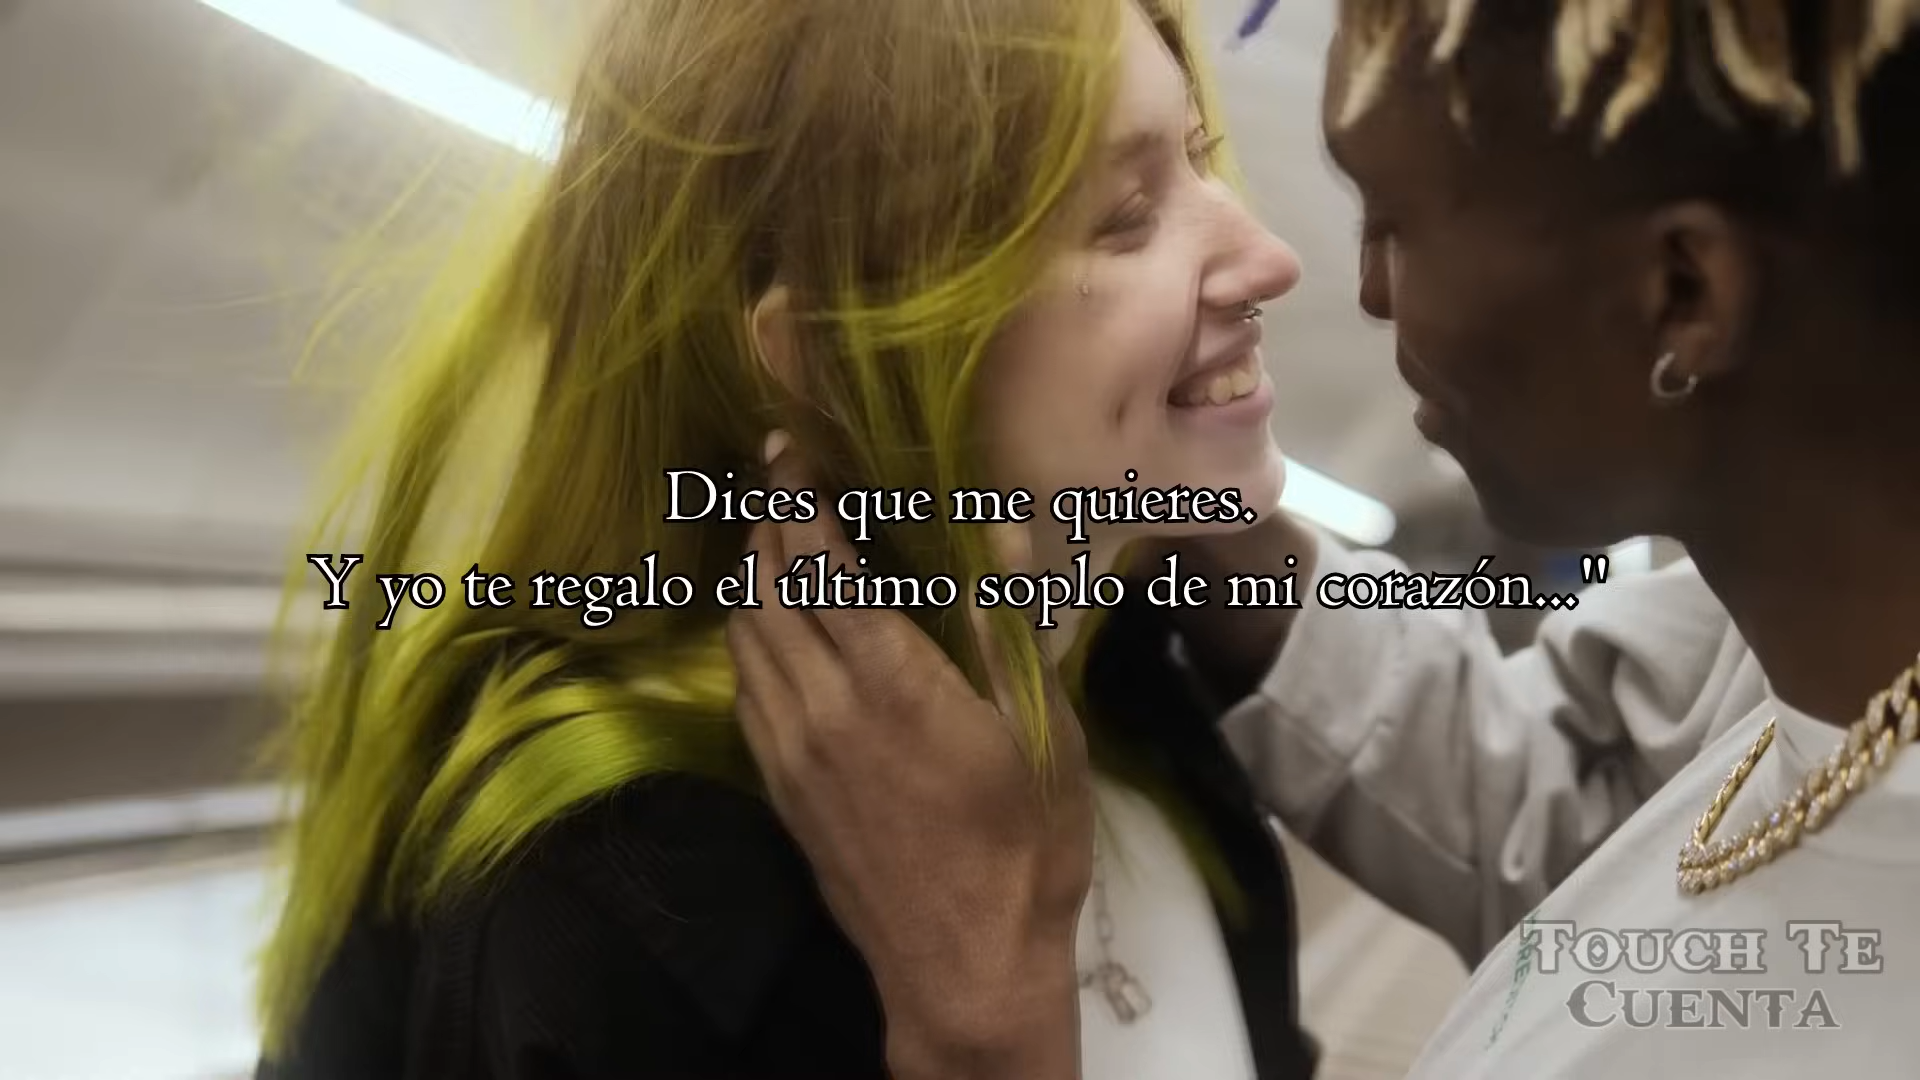 Dices que me quieres.
Y yo te regalo el último soplo de mi corazón..."
Touch Te
Cuenta